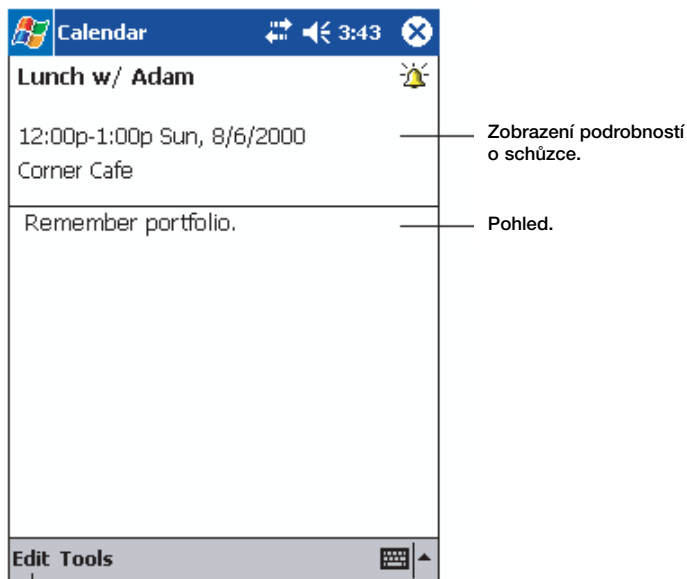 Calendar 3:43
Lunch w/ Adam
12:00p-1:00p Sun, 8/6/2000
Corner Cafe
Remember portfolio.
Edit Tools
Zobrazení podrobností
o schůzce.
Pohled.